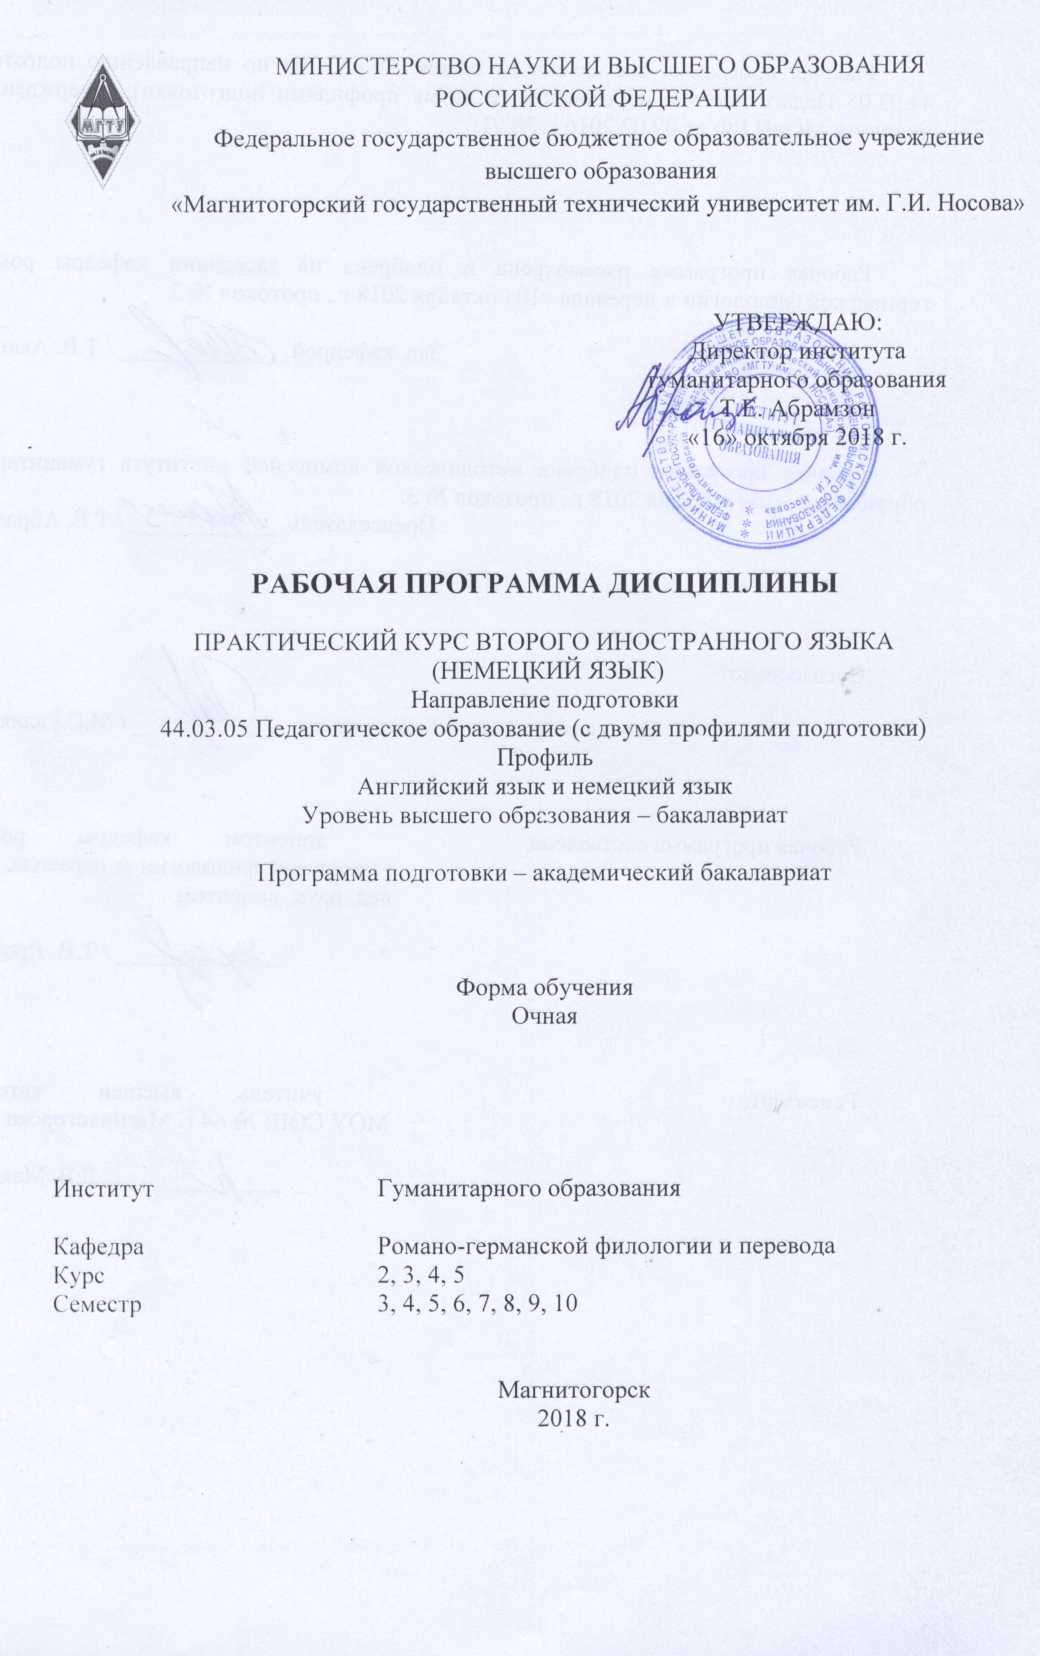 МГТУ
МИНИСТЕРСТВО НАУКИ И ВЫСШЕГО ОБРАЗОВАНИЯ
РОССИЙСКОЙ ФЕДЕРАЦИИ
Федеральное государственное бюджетное образовательное учреждение
высшего образования
«Магнитогорский государственный технический университет им. Г.И. Носова»
УТВЕРЖДАЮ:
Директор института
гуманитарного образования
Т.Е. Абрамзон
«16» октября 2018 г.
ИНСТИТУТ
ГУМАНИТАРНОГО
ОБРАЗОВАНИЯ
РАБОЧАЯ ПРОГРАММА ДИСЦИПЛИНЫ
ПРАКТИЧЕСКИЙ КУРС ВТОРОГО ИНОСТРАННОГО ЯЗЫКА
(НЕМЕЦКИЙ ЯЗЫК)
Направление подготовки
44.03.05 Педагогическое образование (с двумя профилями подготовки)
Профиль
Английский язык и немецкий язык
Уровень высшего образования – бакалавриат
Программа подготовки – академический бакалавриат
Форма обучения
Очная
Институт Гуманитарного образования
Кафедра Романо-германской филологии и перевода
Курс 2, 3, 4, 5
Семестр 3, 4, 5, 6, 7, 8, 9, 10
Магнитогорск
2018 г.